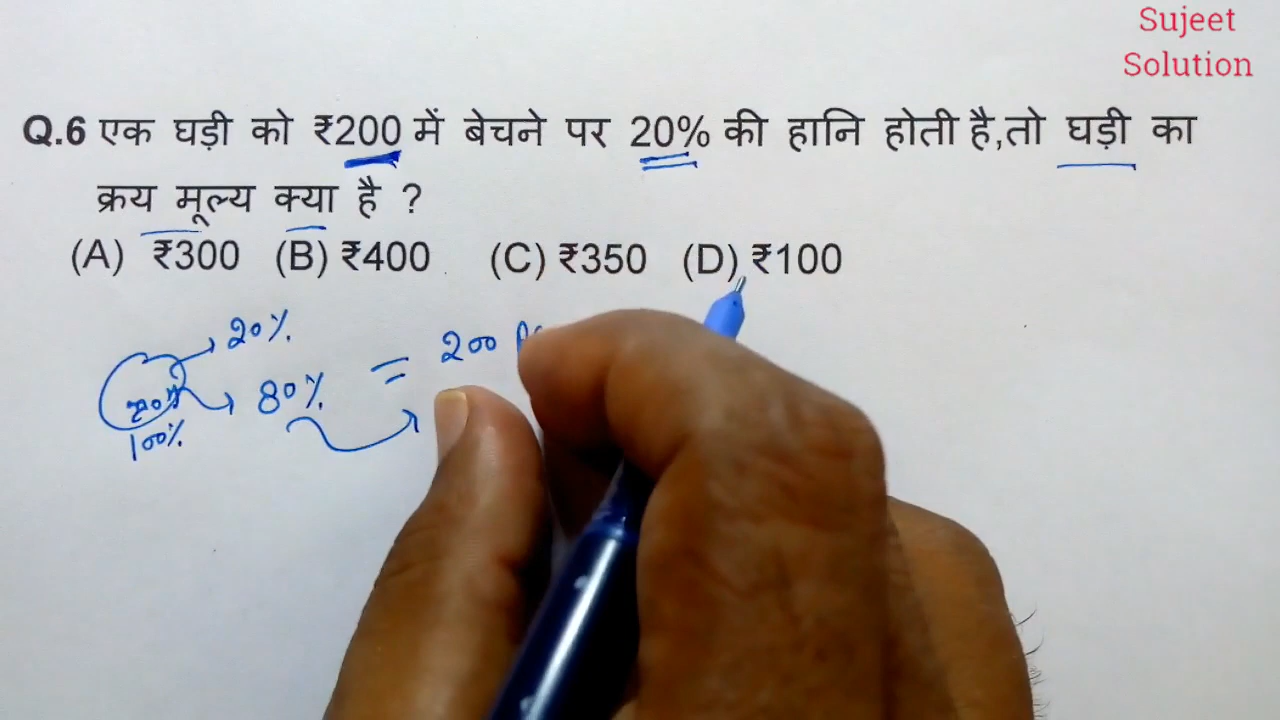 Sujeet
Solution
Q.6 एक घड़ी को ₹200 में बेचने पर 20% की हानि होती है,तो घड़ी का
क्रय मूल्य क्या है ?
(A) ₹300 (B) ₹400 (C) ₹350 (D) ₹100
20%
80% = 200
100%